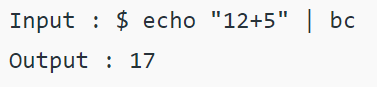 Input : $ echo "12+5" | bc
Output : 17